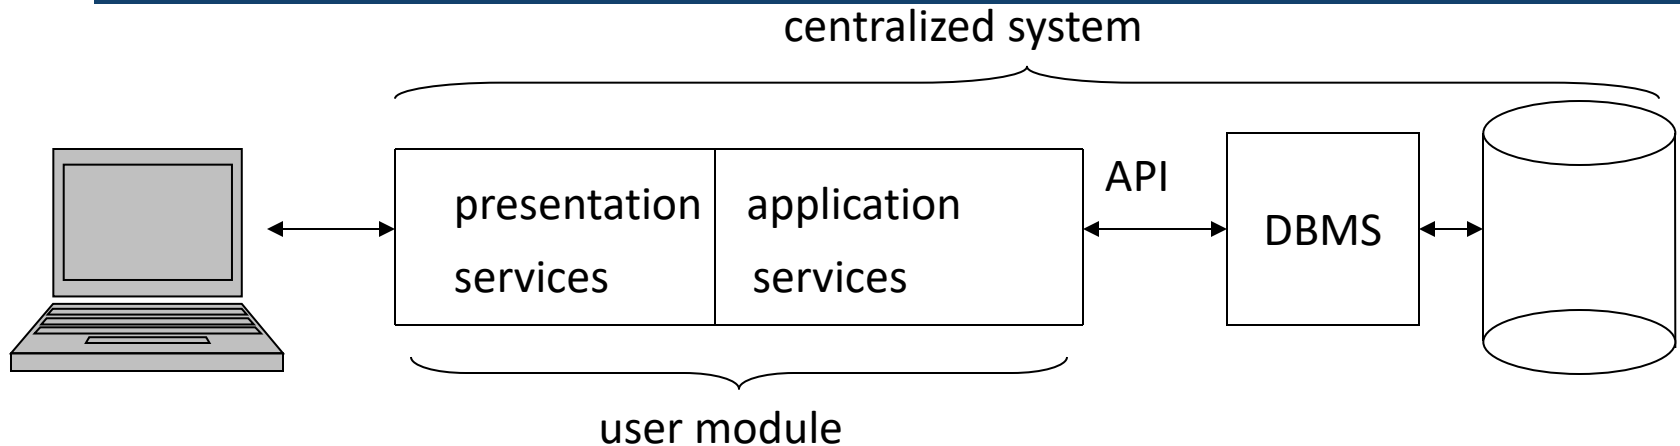 centralized system
presentation
services
application
services
API
DBMS
user module